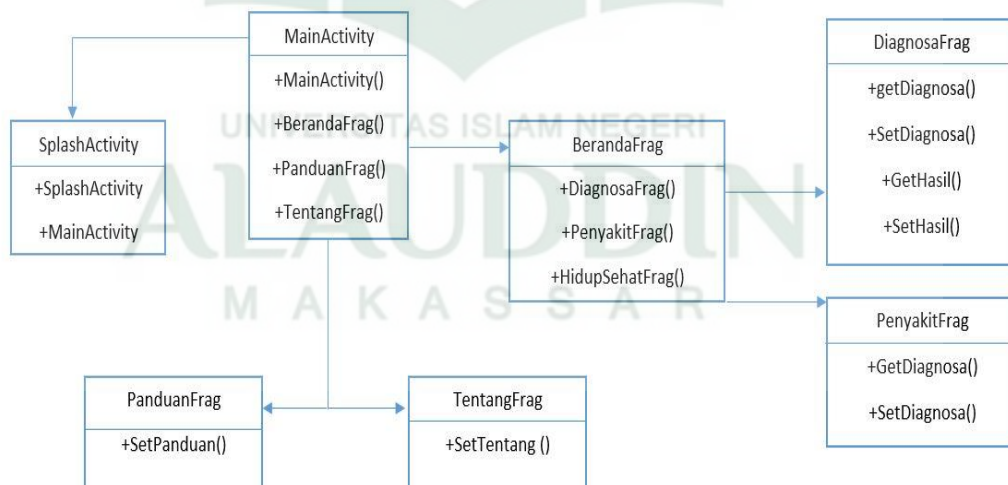 MainActivity
+MainActivity()
+BerandaFrag()
+PanduanFrag()
+TentangFrag()
SplashActivity
+SplashActivity
+MainActivity
BerandaFrag
+DiagnosaFrag()
+PenyakitFrag()
+HidupSehatFrag()
DiagnosaFrag
+getDiagnosa()
+SetDiagnosa()
+GetHasil()
+SetHasil()
PenyakitFrag
+GetDiagnosa()
+SetDiagnosa()
PanduanFrag
+SetPanduan()
TentangFrag
+SetTentang ()
UNIVERSITAS ISLAM NEGERI
ALAUDDIN
MAKASSAR